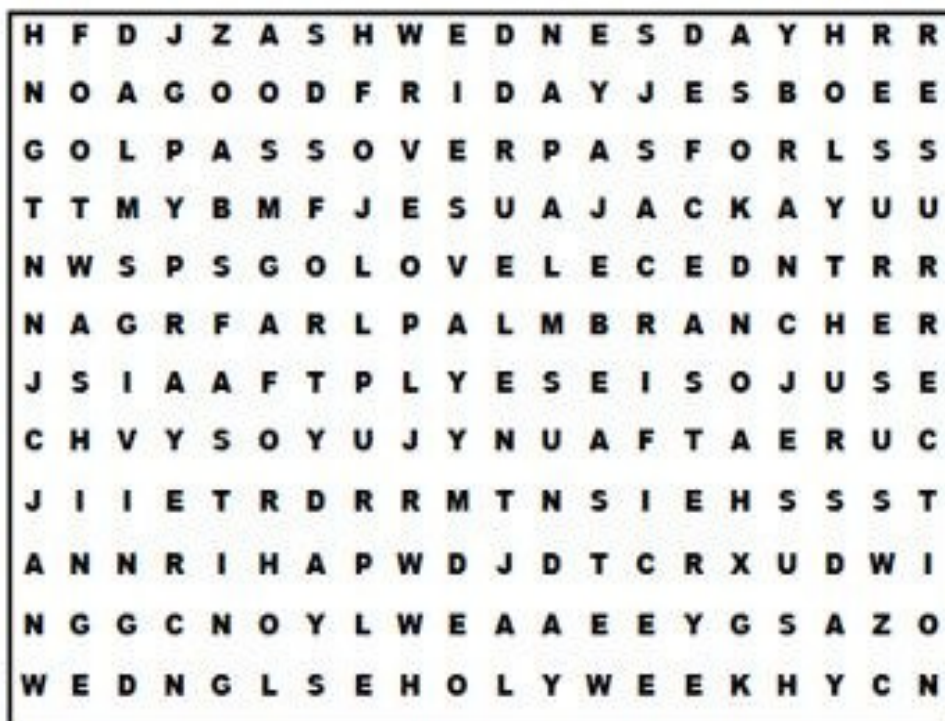 H F D J Z A S H W E D N E S D A Y H R R
N O A G O O D F R I D A Y J E S B O E E
G O L P A S S O V E R P A S F O R L S S
T T M Y B M F J E S U A J A C K A Y U U
N W S P S G O L O V E L E C E D N T R R
N A G R F A R L P A L M B R A N C H E R
J S I A A F T P L Y E S E I S O J U S E
C H V Y S O Y U J Y N U A F T A E R U C
J I I E T R D R R M T N S I E H S S S T
A N N R I H A P W D J D T C R X U D W I
N G G C N O Y L W E A A E E Y G S A Z O
W E D N G L S E H O L Y W E E K H Y C N